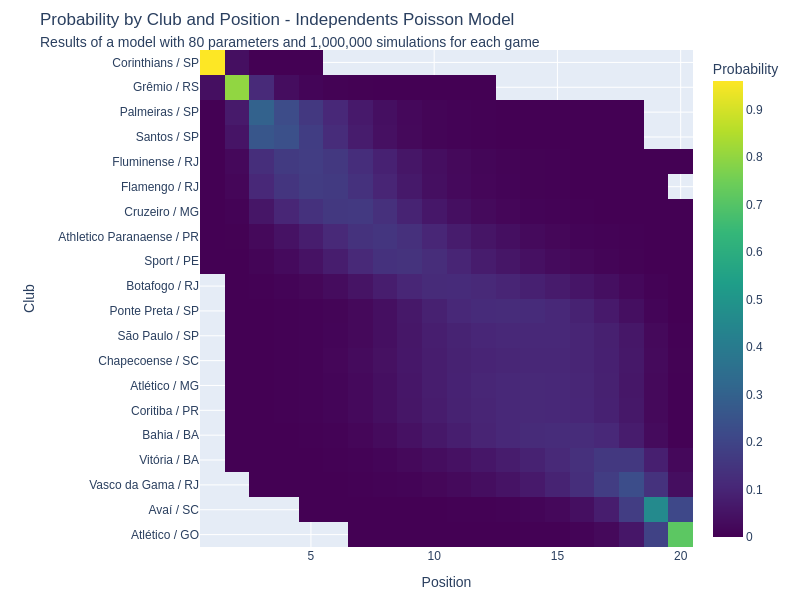 Probability by Club and Position - Independents Poisson Model
Results of a model with 80 parameters and 1,000,000 simulations for each game
Probability
Club
Corinthians / SP
Grêmio / RS
Palmeiras / SP
Santos / SP
Fluminense / RJ
Flamengo / RJ
Cruzeiro / MG
Athletico Paranaense / PR
Sport / PE
Botafogo / RJ
Ponte Preta / SP
São Paulo / SP
Chapecoense / SC
Atlético / MG
Coritiba / PR
Bahia / BA
Vitória / BA
Vasco da Gama / RJ
Avaí / SC
Atlético / GO
0.9
0.8
0.7
0.6
0.5
0.4
0.3
0.2
0.1
0
5
10
15
20
Position